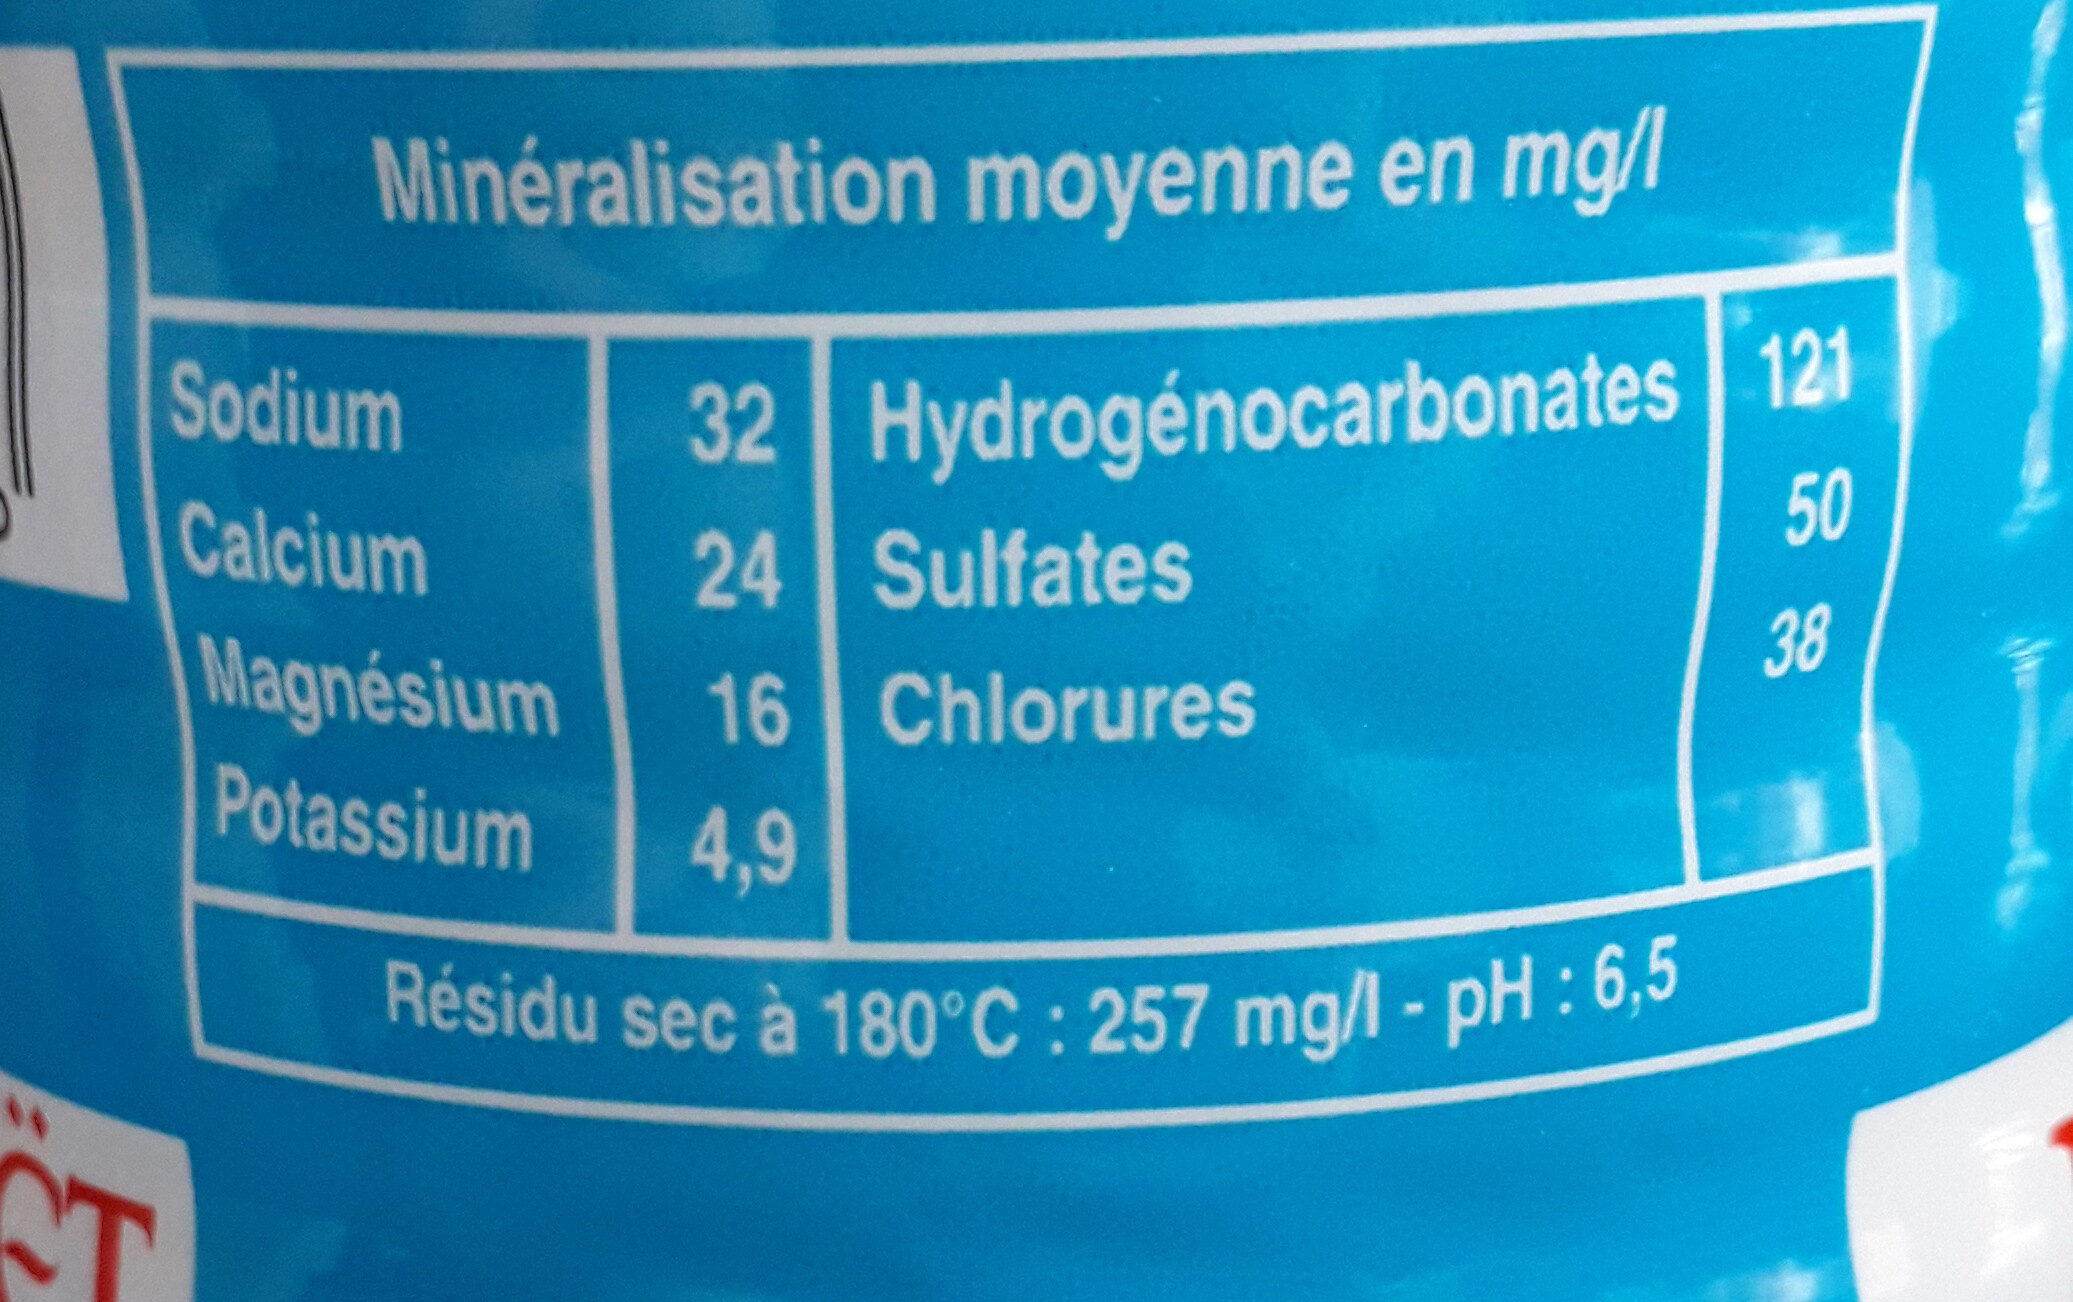 Minéralisation moyenne en mg/l
Sodium 32 Hydrogénocarbonates 121
Calcium 24 Sulfates 50
Magnésium 16 Chlorures 38
Potassium 4,9
Résidu sec à 180°C : 257 mg/l - pH : 6,5